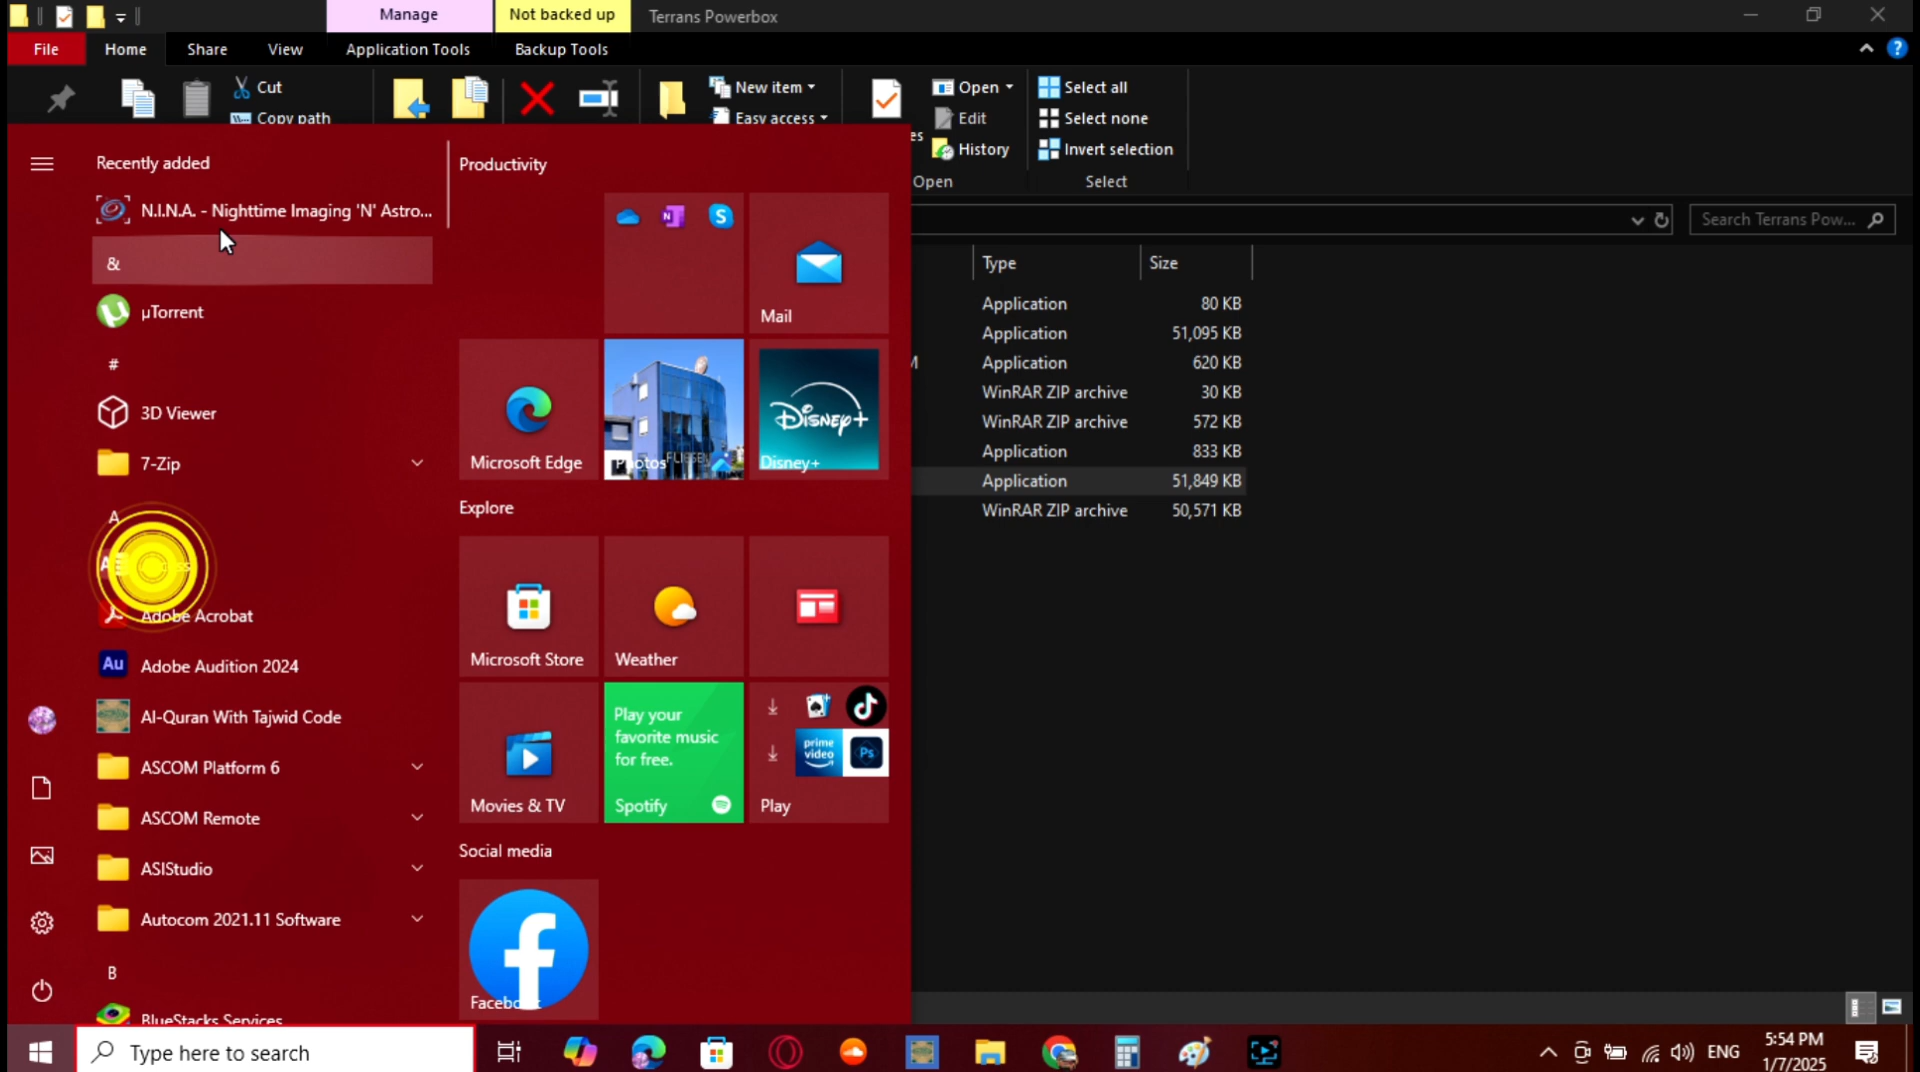 Manage
Not backed up
Terrans Powerbox
File
Home
Share
View
Application Tools
Backup Tools
Cut
Copy path
New item
Easy access
Open
Edit
History
Select all
Select none
Invert selection
Open
Select
Search Terrans Pow...
Type
Size
Application
80 KB
Application
51,095 KB
Application
620 KB
WinRAR ZIP archive
30 KB
WinRAR ZIP archive
572 KB
Application
833 KB
Application
51,849 KB
WinRAR ZIP archive
50,571 KB
Recently added
N.I.N.A. - Nighttime Imaging 'N' Astro...
&
µTorrent
#
3D Viewer
7-Zip
A
Adobe Acrobat
Au
Adobe Audition 2024
Al-Quran With Tajwid Code
ASCOM Platform 6
ASCOM Remote
ASIStudio
Autocom 2021.11 Software
B
BlueStacks Services
Productivity
N
S
Mail
Microsoft Edge
Photos
Disney+
Disney+
Explore
Microsoft Store
Weather
Movies & TV
Play your
favorite music
for free.
Spotify
prime
video
Ps
Play
Social media
f
Facebook
Type here to search
ENG
5:54 PM
1/7/2025